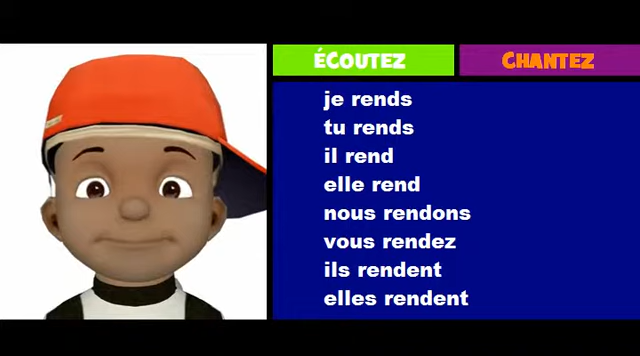 ÉCOUTEZ CHANTEZ
je rends
tu rends
il rend
elle rend
nous rendons
vous rendez
ils rendent
elles rendent